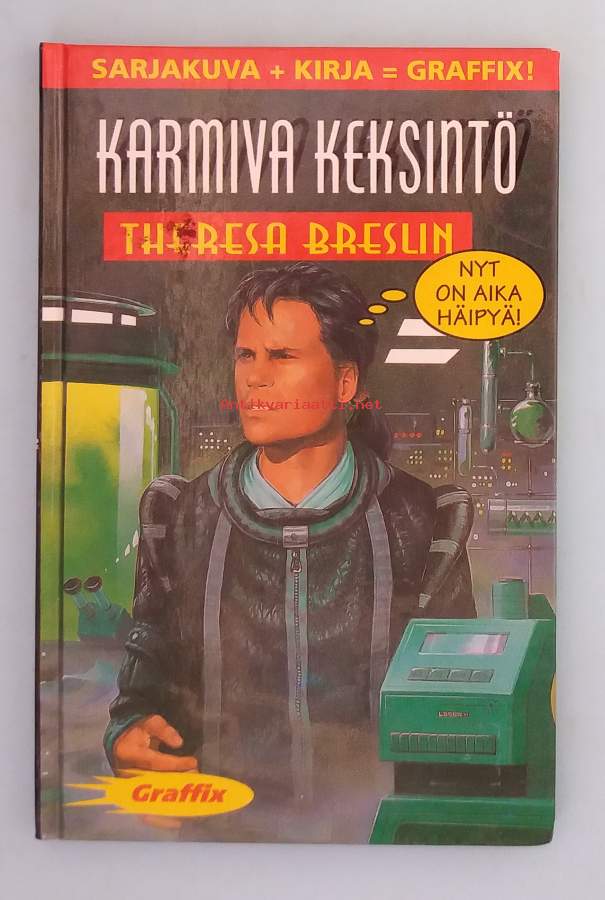 SARJAKUVA + KIRJA = GRAFFIX!
KARMIVA KEKSINTÖ
THERESA BRESLIN
NYT
ON AIKA
HÄIPYÄ!
Antikvariaatti.net
Graffix